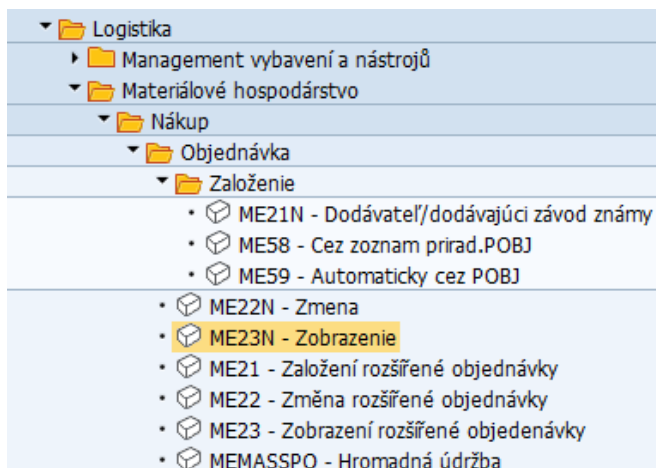 Logistika
Management vybavení a nástrojů
Materiálové hospodárstvo
Nákup
Objednávka
Založenie
ME21N - Dodávateľ/dodávajúci závod známy
ME58 - Cez zoznam prirad.POBJ
ME59 - Automaticky cez POBJ
ME22N - Zmena
ME23N - Zobrazenie
ME21 - Založení rozšířené objednávky
ME22 - Změna rozšířené objednávky
ME23 - Zobrazení rozšířené objedenávky
MEMASSPO - Hromadná údržba